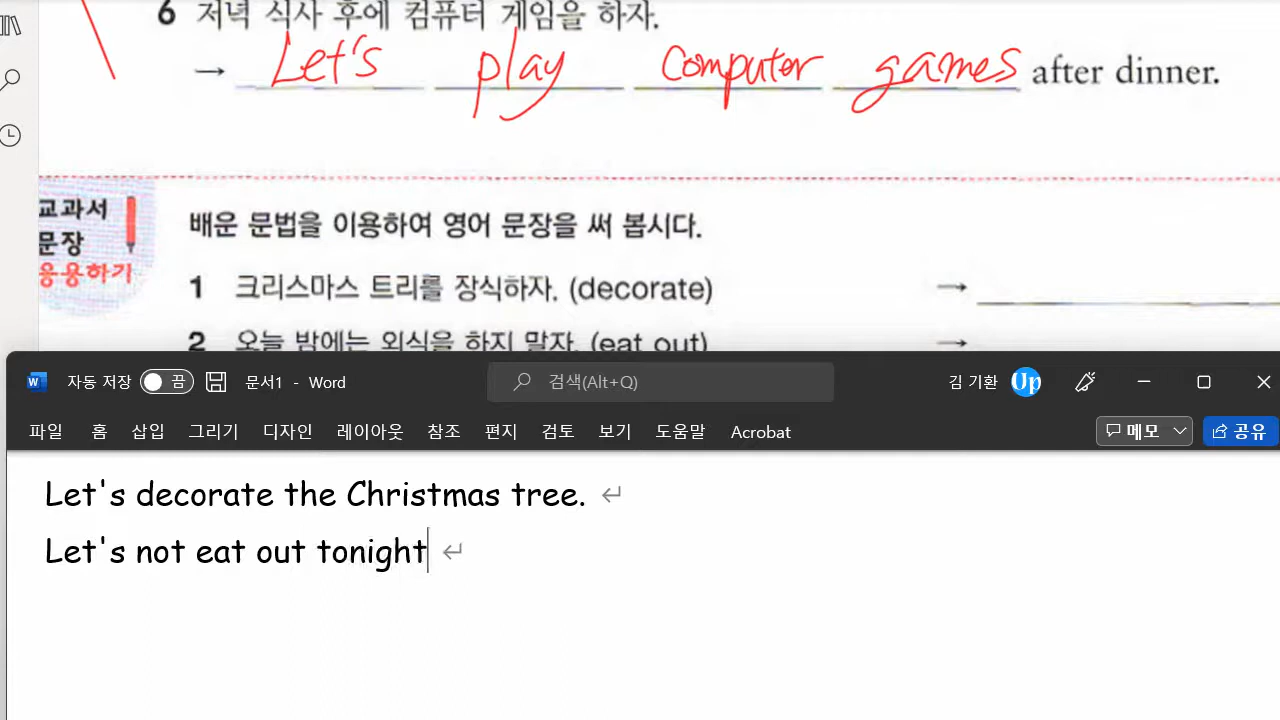 6 저녁 식사 후에 컴퓨터 게임을 하자.
→ Let's play computer games after dinner.
교과서
문장
응용하기
배운 문법을 이용하여 영어 문장을 써 봅시다.
1 크리스마스 트리를 장식하자. (decorate) →
2 오늘 밤에는 외식을 하지 말자. (eat out) →
W 자동 저장 끔 문서1 - Word 검색(Alt+Q) 김 기환 Up
파일 홈 삽입 그리기 디자인 레이아웃 참조 편지 검토 보기 도움말 Acrobat 메모 공유
Let's decorate the Christmas tree. ↵
Let's not eat out tonight ↵